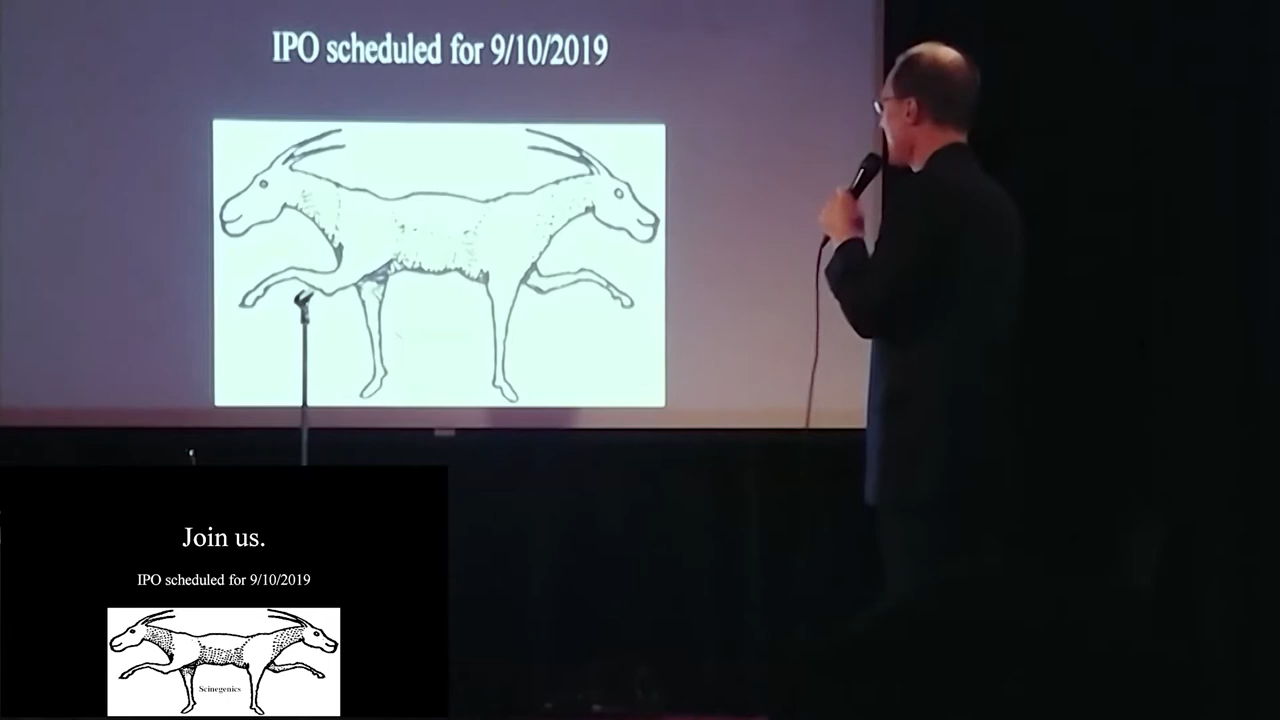 IPO scheduled for 9/10/2019
Join us.
IPO scheduled for 9/10/2019
Scinegenics